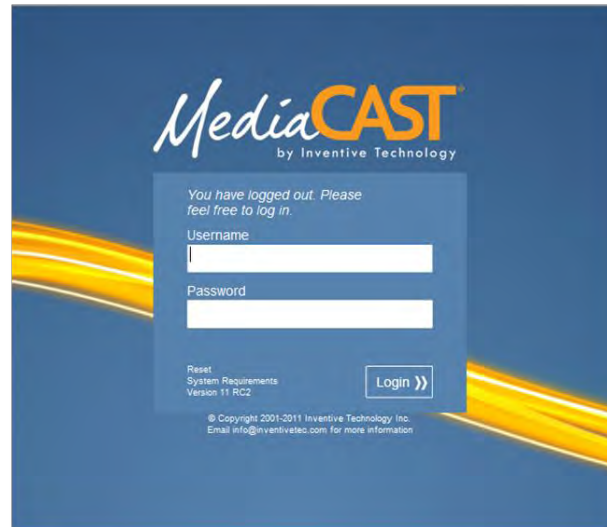 MediaCAST®
by Inventive Technology
You have logged out. Please
feel free to log in.
Username
Password
Reset
System Requirements
Version 11 RC2
Login ⟩⟩
© Copyright 2001-2011 Inventive Technology Inc.
Email info@inventivetec.com for more information